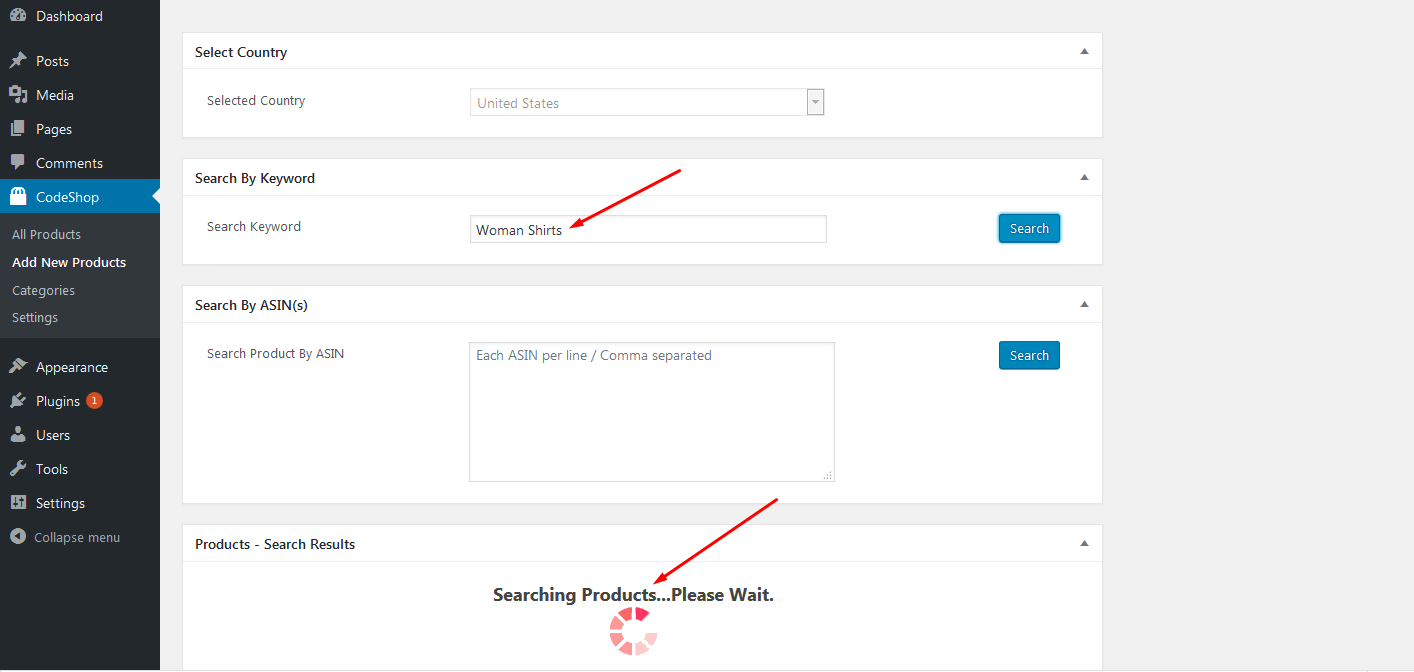 Dashboard
Posts
Media
Pages
Comments
CodeShop
All Products
Add New Products
Categories
Settings
Appearance
Plugins 1
Users
Tools
Settings
Collapse menu
Select Country
Selected Country United States
Search By Keyword
Search Keyword Woman Shirts Search
Search By ASIN(s)
Search Product By ASIN Each ASIN per line / Comma separated Search
Products - Search Results
Searching Products...Please Wait.